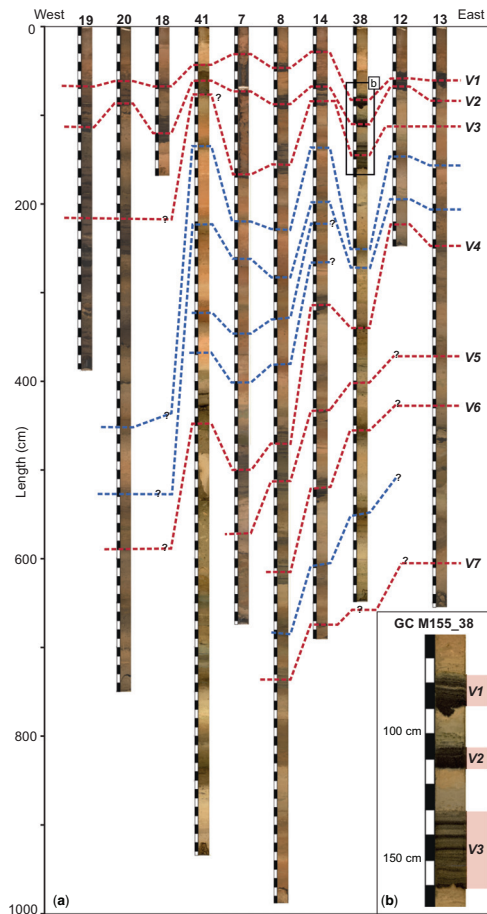 West East
19 20 18 41 7 8 14 38 12 13
0
b
V1
V2
?
V3
200
?
?
V4
?
Length (cm)
V5
?
400
?
V6
?
?
?
?
?
600
?
V7
?
GC M155_38
V1
100 cm
V2
800
V3
150 cm
(a)
(b)
1000